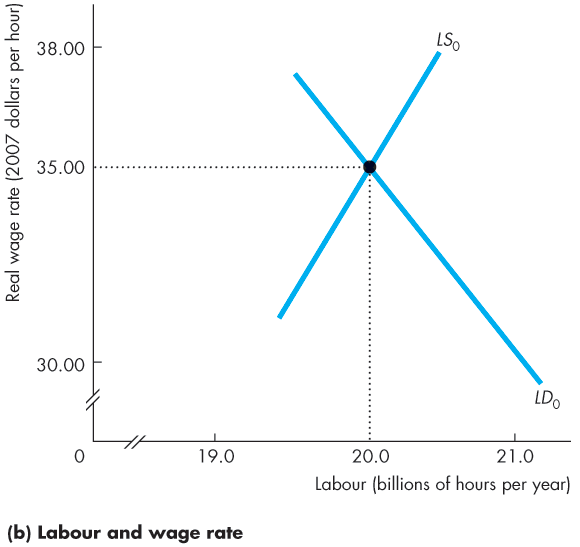 Real wage rate (2007 dollars per hour)
38.00
35.00
30.00
LS0
LD0
0
19.0
20.0
21.0
Labour (billions of hours per year)
(b) Labour and wage rate